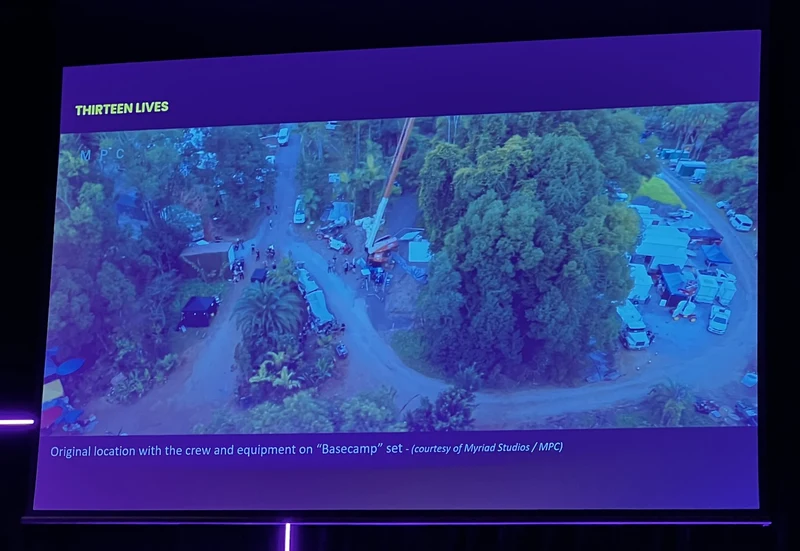 THIRTEEN LIVES
MPC
Original location with the crew and equipment on “Basecamp” set - (courtesy of Myriad Studios / MPC)